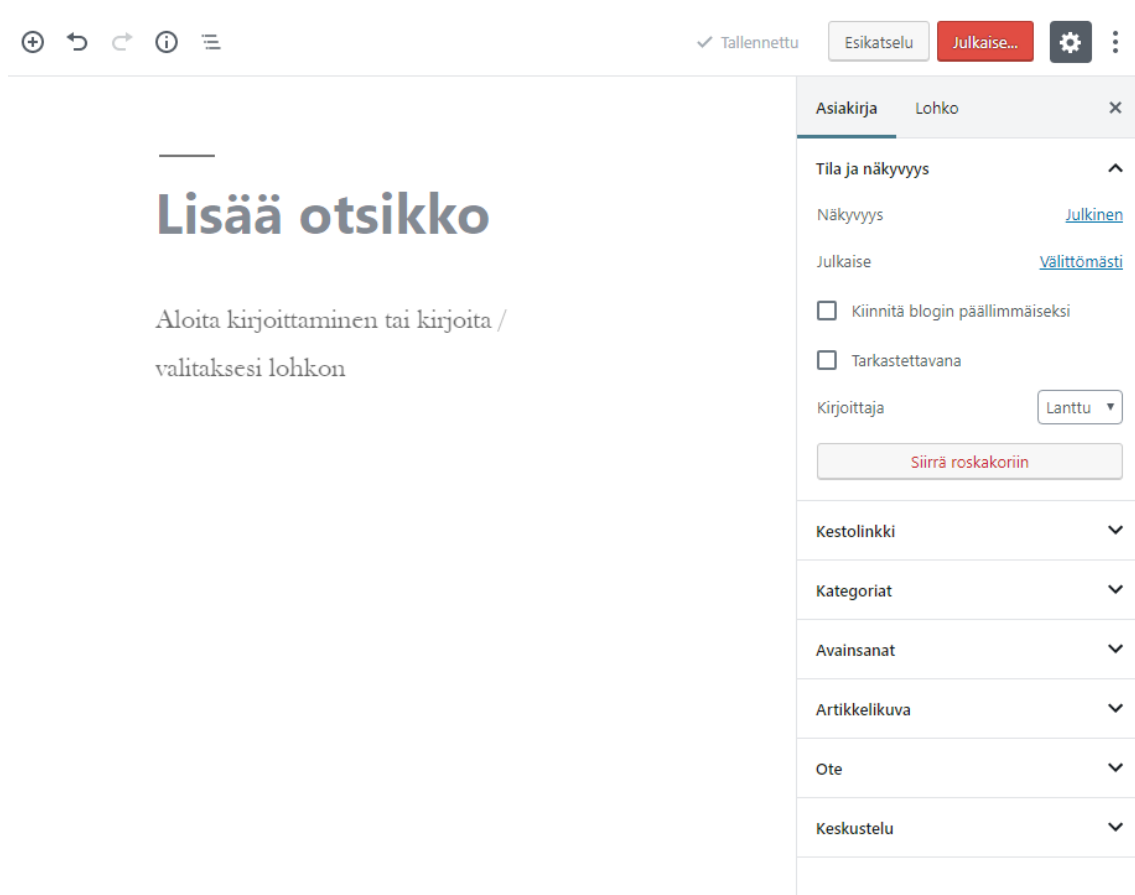 Tallennettu
Esikatselu
Julkaise...
Asiakirja
Lohko
Tila ja näkyvyys
Näkyvyys
Julkinen
Julkaise
Välittömästi
Kiinnitä blogin päällimmäiseksi
Tarkastettavana
Kirjoittaja
Lanttu
Siirrä roskakoriin
Kestolinkki
Kategoriat
Avainsanat
Artikkelikuva
Ote
Keskustelu
Lisää otsikko
Aloita kirjoittaminen tai kirjoita /
valitaksesi lohkon